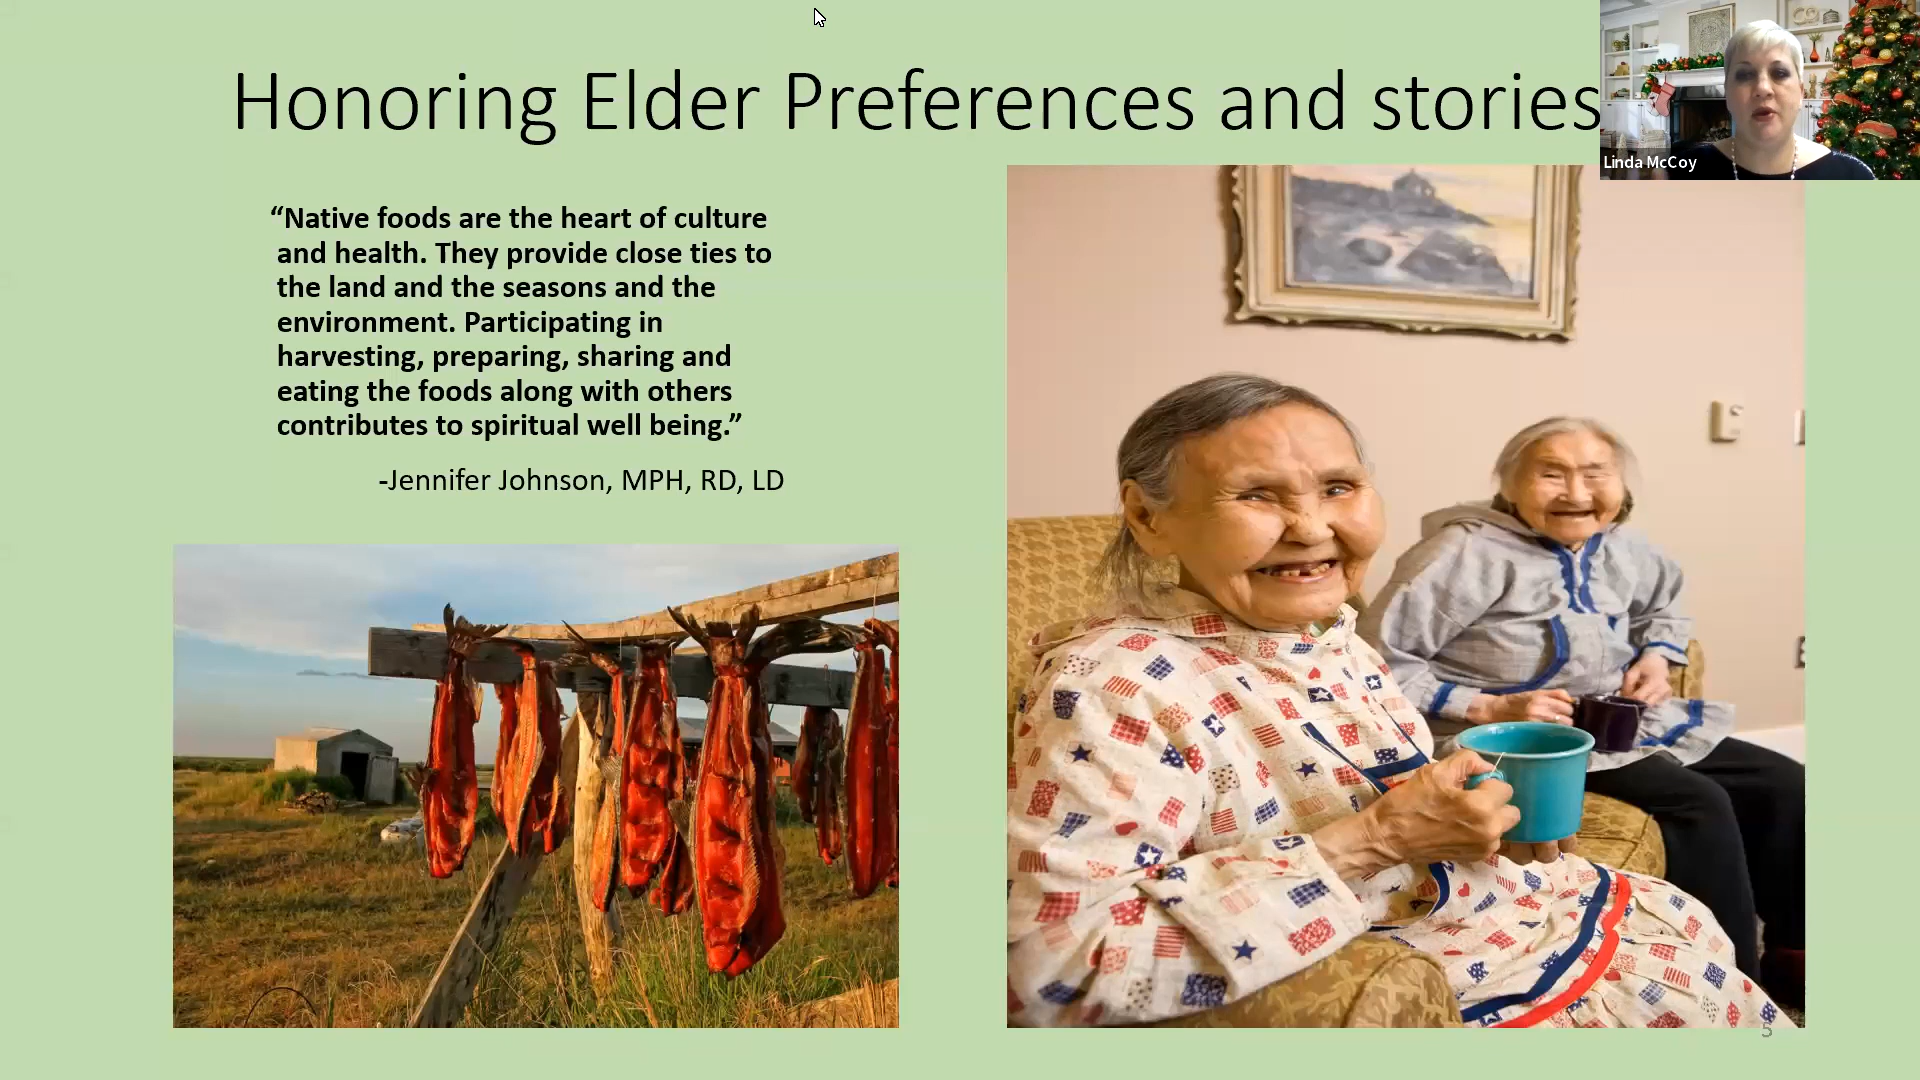 Honoring Elder Preferences and stories
Linda McCoy
“Native foods are the heart of culture
and health. They provide close ties to
the land and the seasons and the
environment. Participating in
harvesting, preparing, sharing and
eating the foods along with others
contributes to spiritual well being.”
-Jennifer Johnson, MPH, RD, LD
5